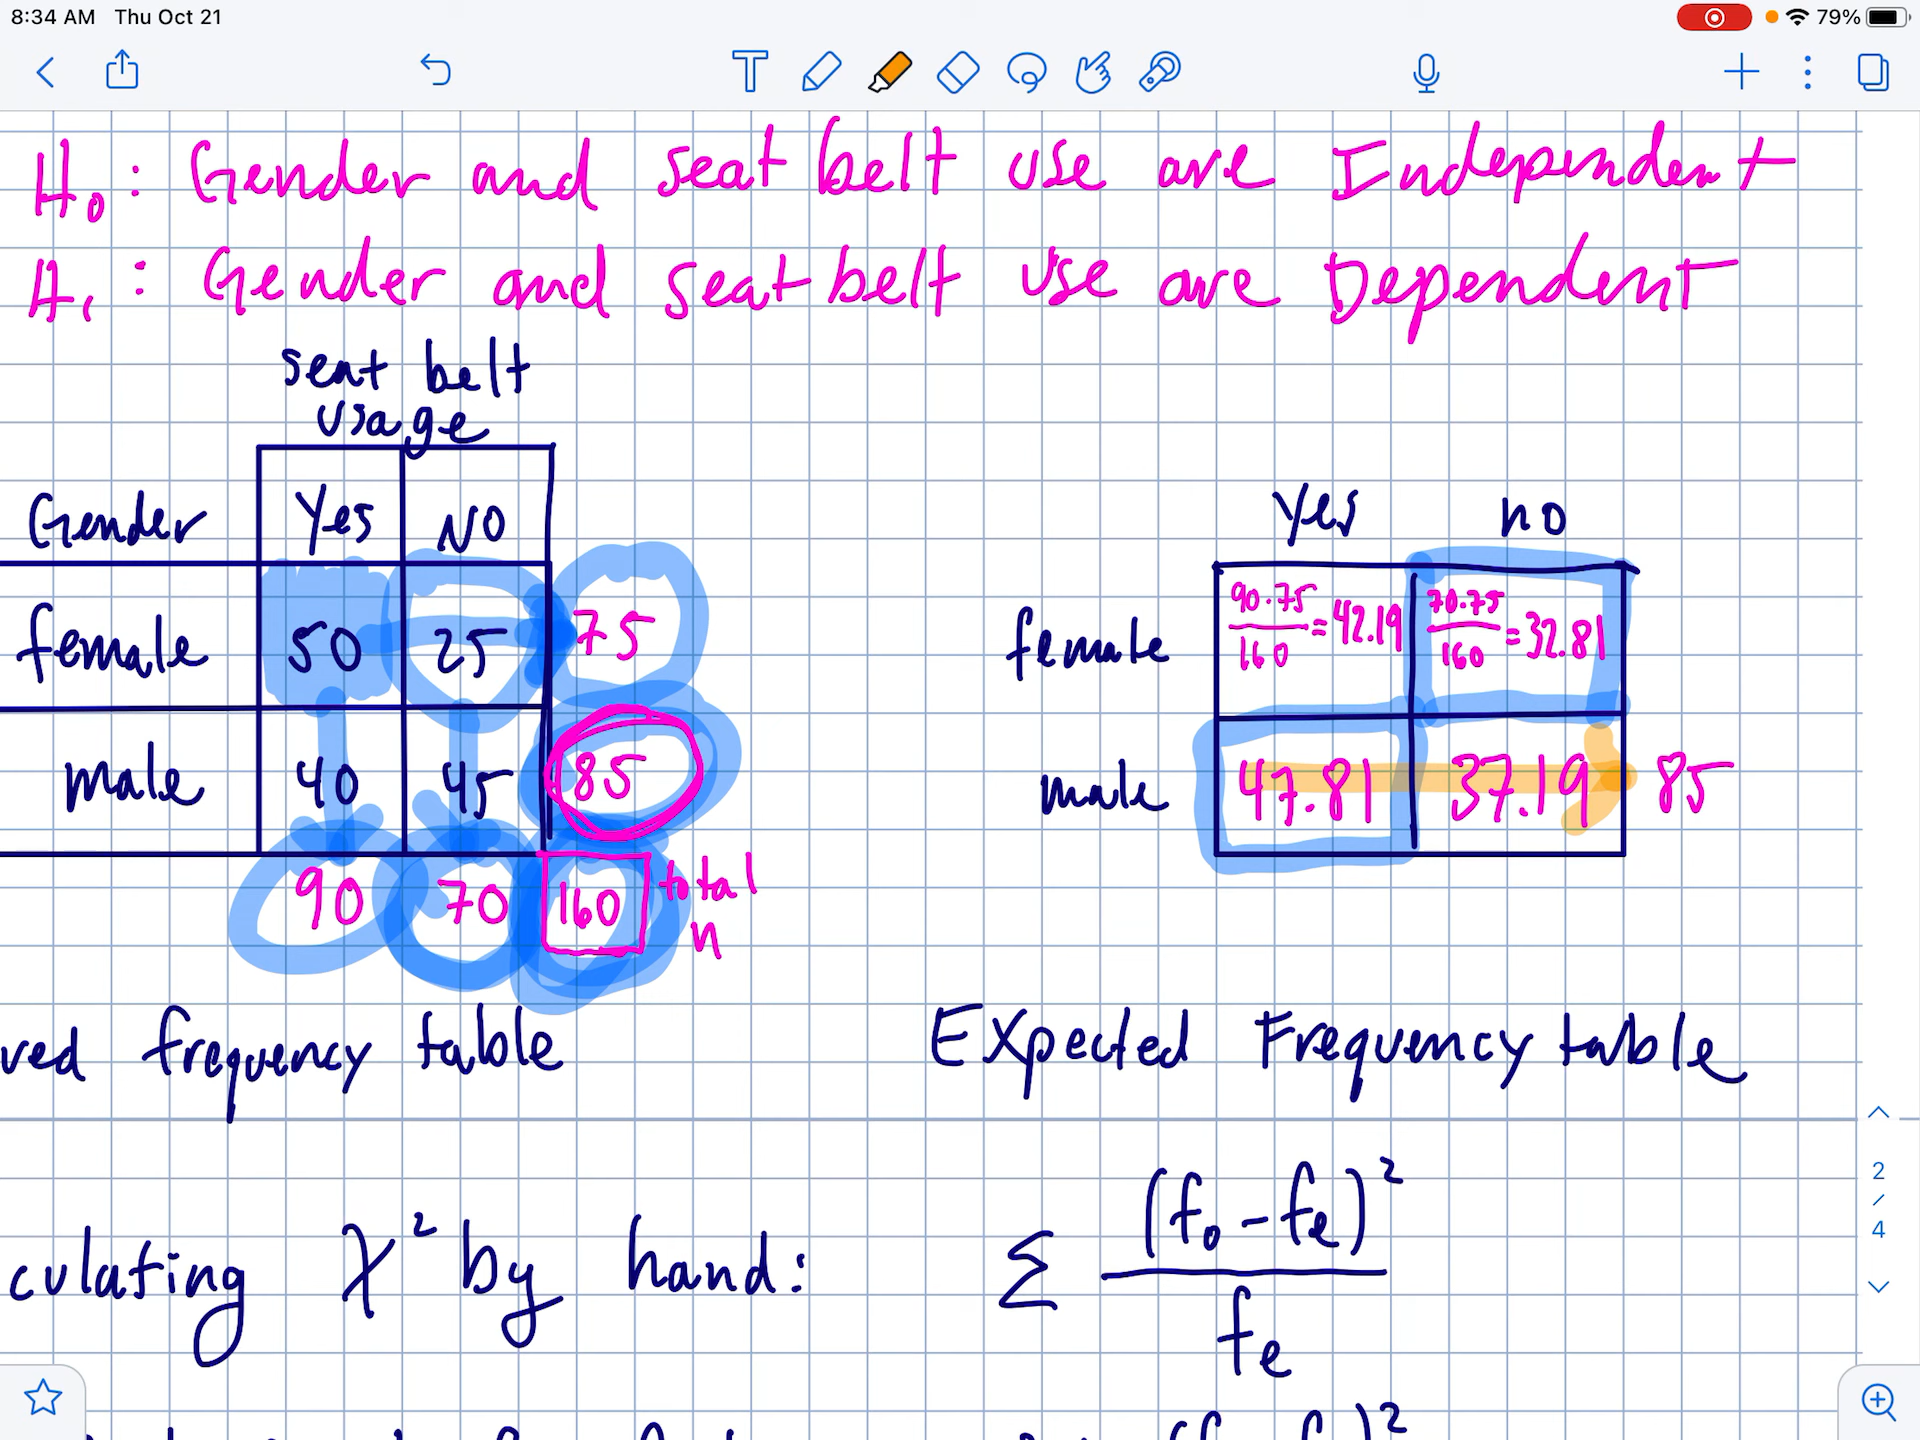 8:34 AM Thu Oct 21
79%
H₀: Gender and seat belt use are Independent
H₁: Gender and seat belt use are Dependent
seat belt
usage
Gender Yes NO
female 50 25 75
male 40 45 85
90 70 160 total
n
yes no
female 90·75/160 = 42.19 70·75/160 = 32.81
male 47.81 37.19 85
ved frequency table
Expected Frequency table
culating χ² by hand:
Σ (fo - fe)²/fe
2
/
4